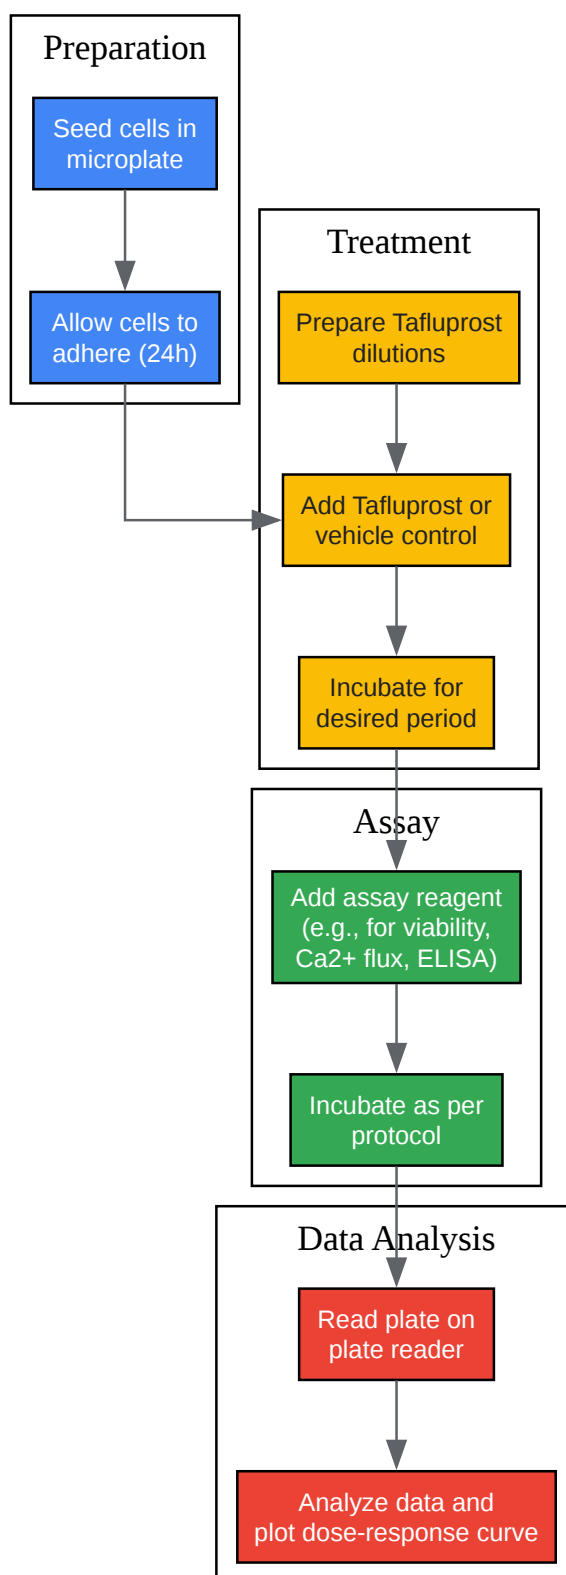 Preparation
Seed cells in
microplate
Allow cells to
adhere (24h)
Treatment
Prepare Tafluprost
dilutions
Add Tafluprost or
vehicle control
Incubate for
desired period
Assay
Add assay reagent
(e.g., for viability,
Ca2+ flux, ELISA)
Incubate as per
protocol
Data Analysis
Read plate on
plate reader
Analyze data and
plot dose-response curve